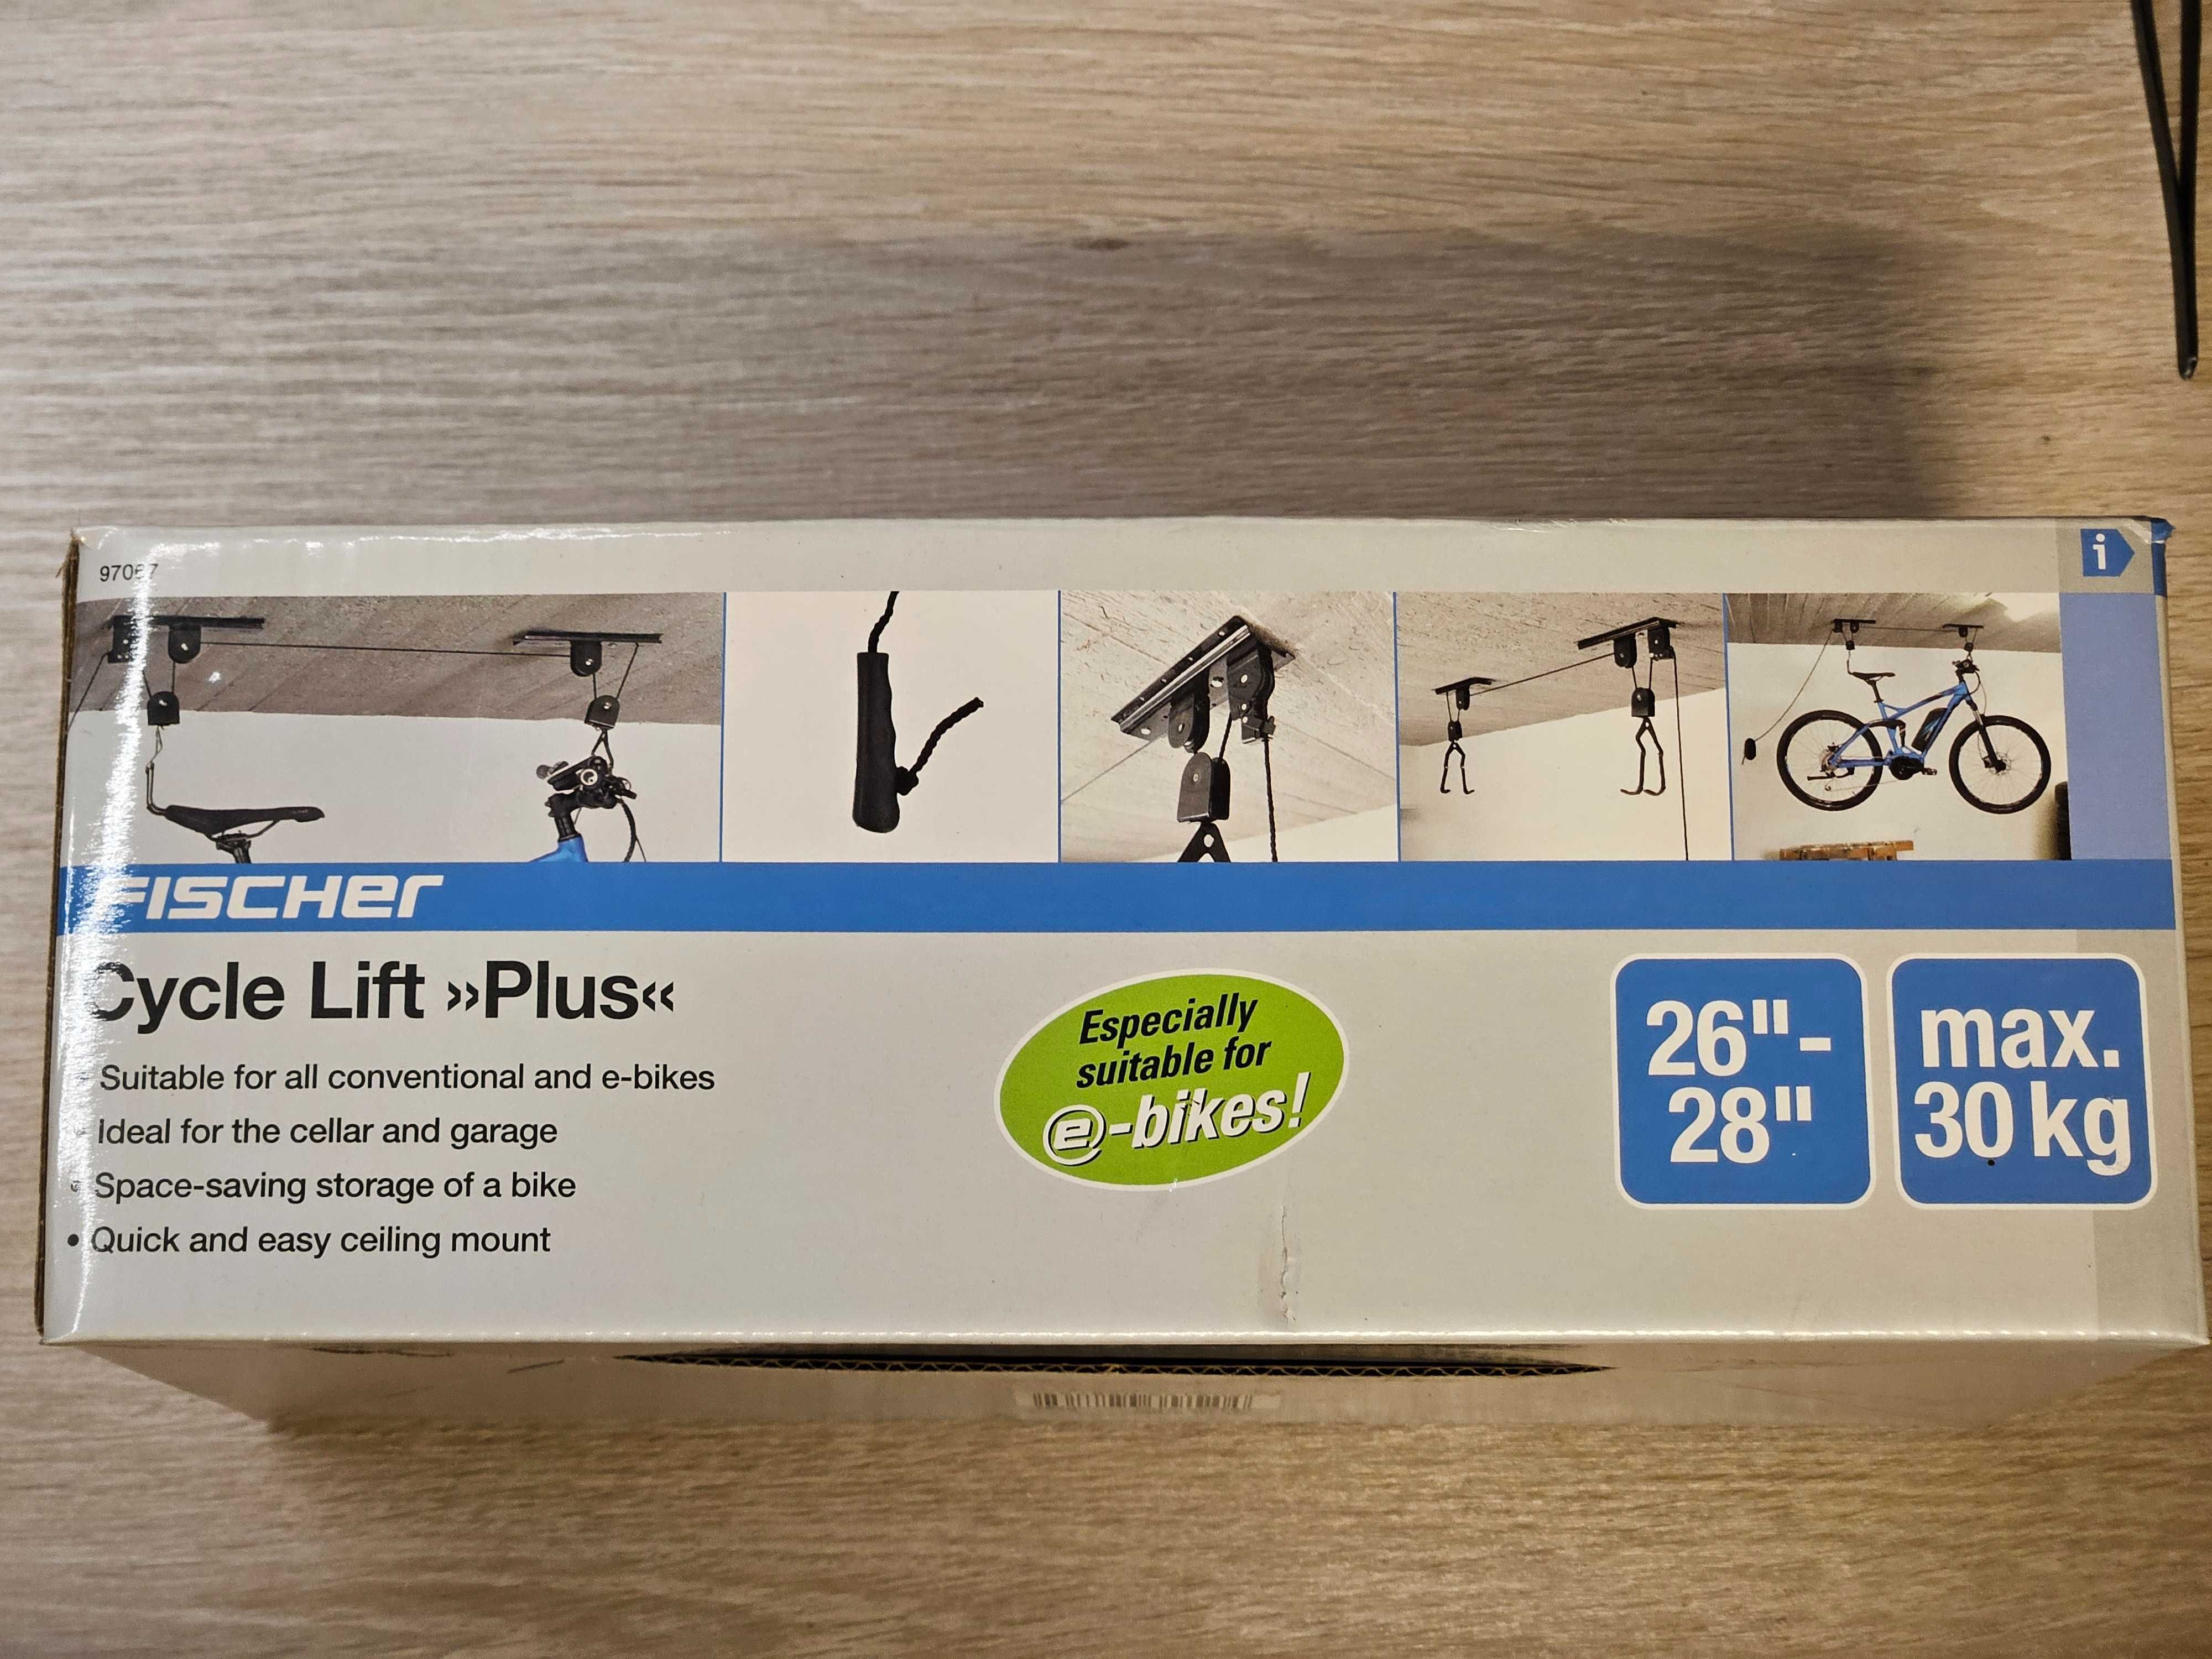 i
FISCHER
Cycle Lift »Plus«
Suitable for all conventional and e-bikes
Ideal for the cellar and garage
Space-saving storage of a bike
• Quick and easy ceiling mount
Especially
suitable for
e-bikes!
26"-
28"
max.
30 kg